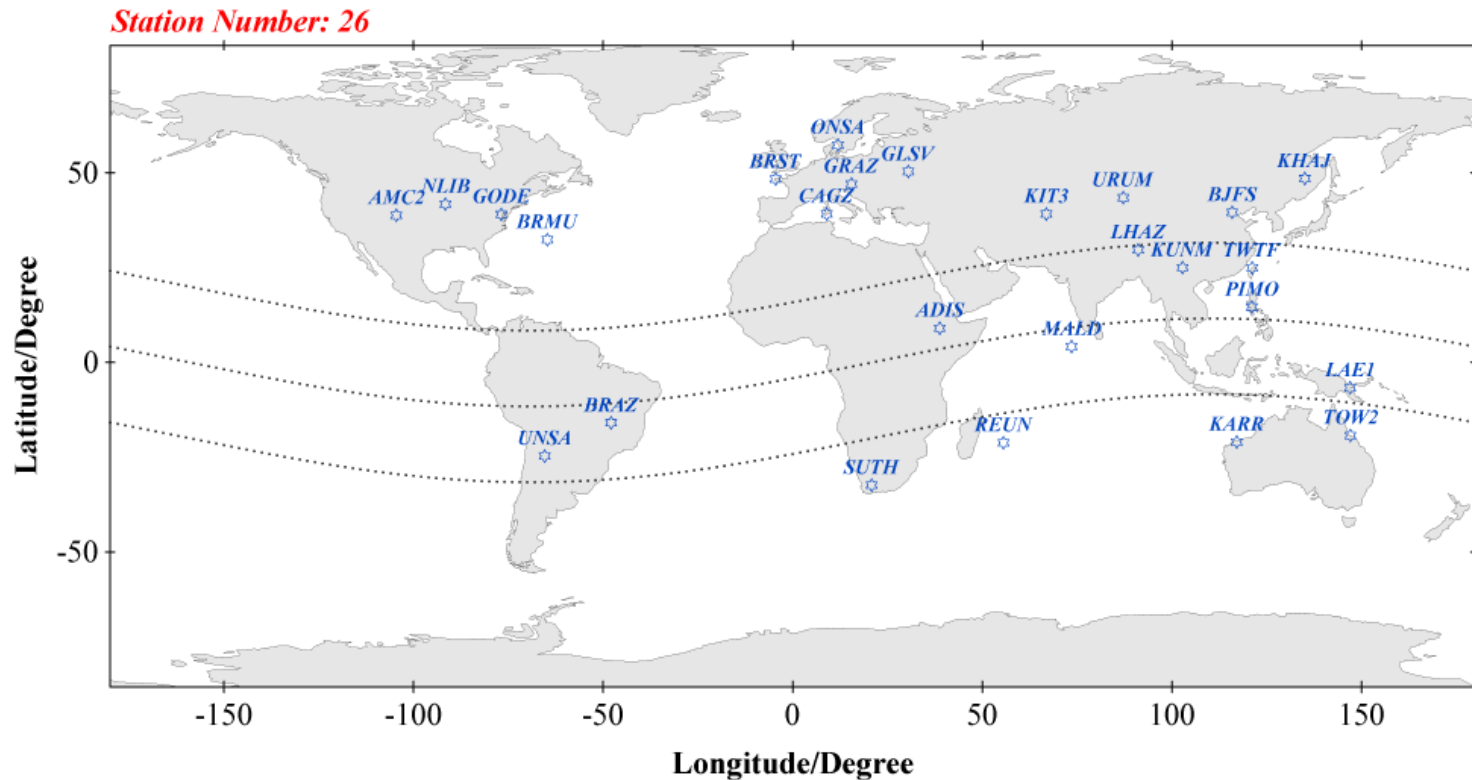 Station Number: 26
ONSA
BRST
GRAZ
GLSV
KHAJ
AMC2
NLIB
GODE
CAGZ
KIT3
URUM
BJFS
BRMU
LHAZ
KUNM
TWTF
PIMO
ADIS
MALD
LAE1
BRAZ
UNSA
REUN
KARR
TOW2
SUTH
50
0
-50
Latitude/Degree
-150
-100
-50
0
50
100
150
Longitude/Degree